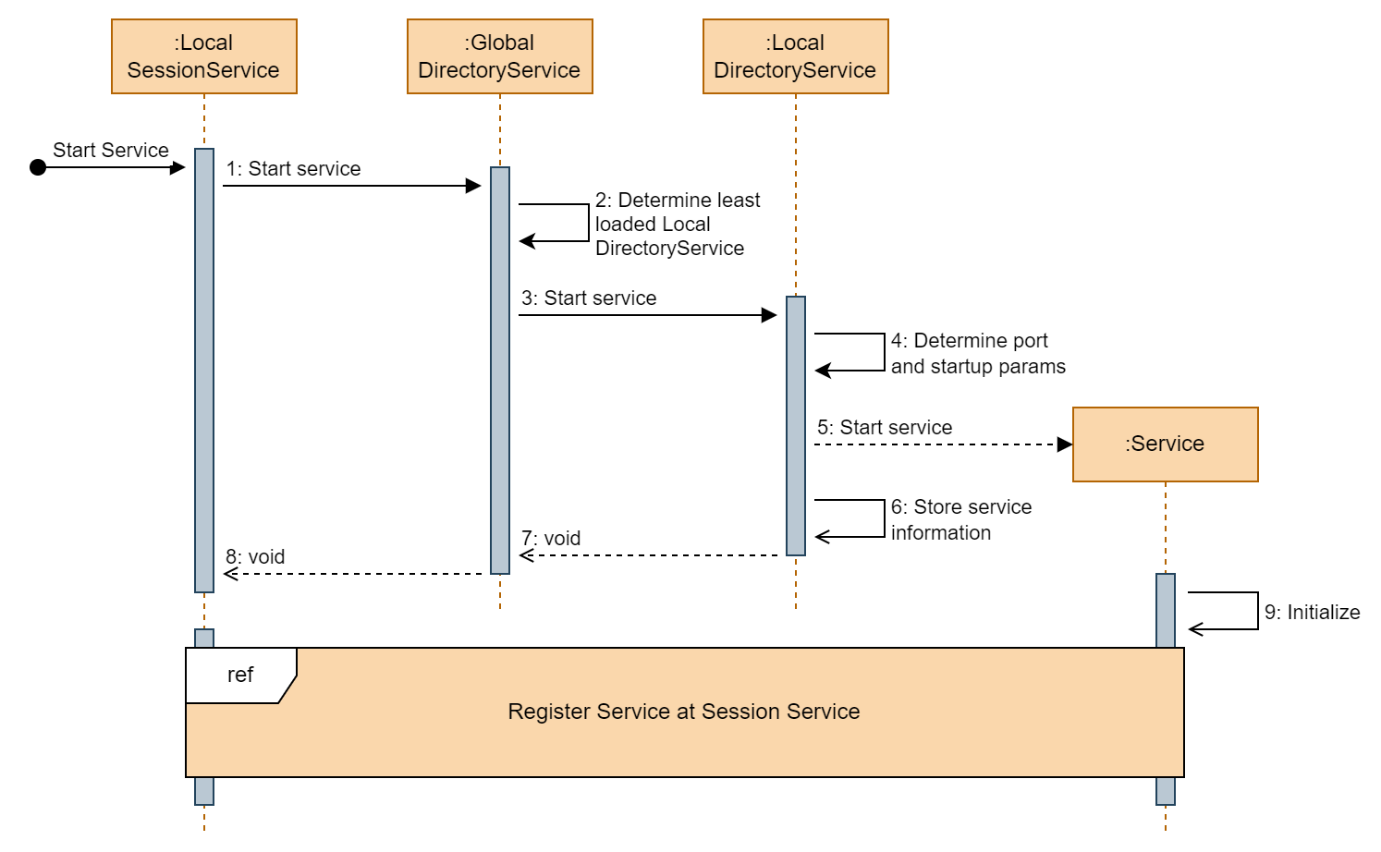 :Local
SessionService
:Global
DirectoryService
:Local
DirectoryService
Start Service
1: Start service
2: Determine least
loaded Local
DirectoryService
3: Start service
4: Determine port
and startup params
5: Start service
:Service
6: Store service
information
7: void
8: void
9: Initialize
ref
Register Service at Session Service